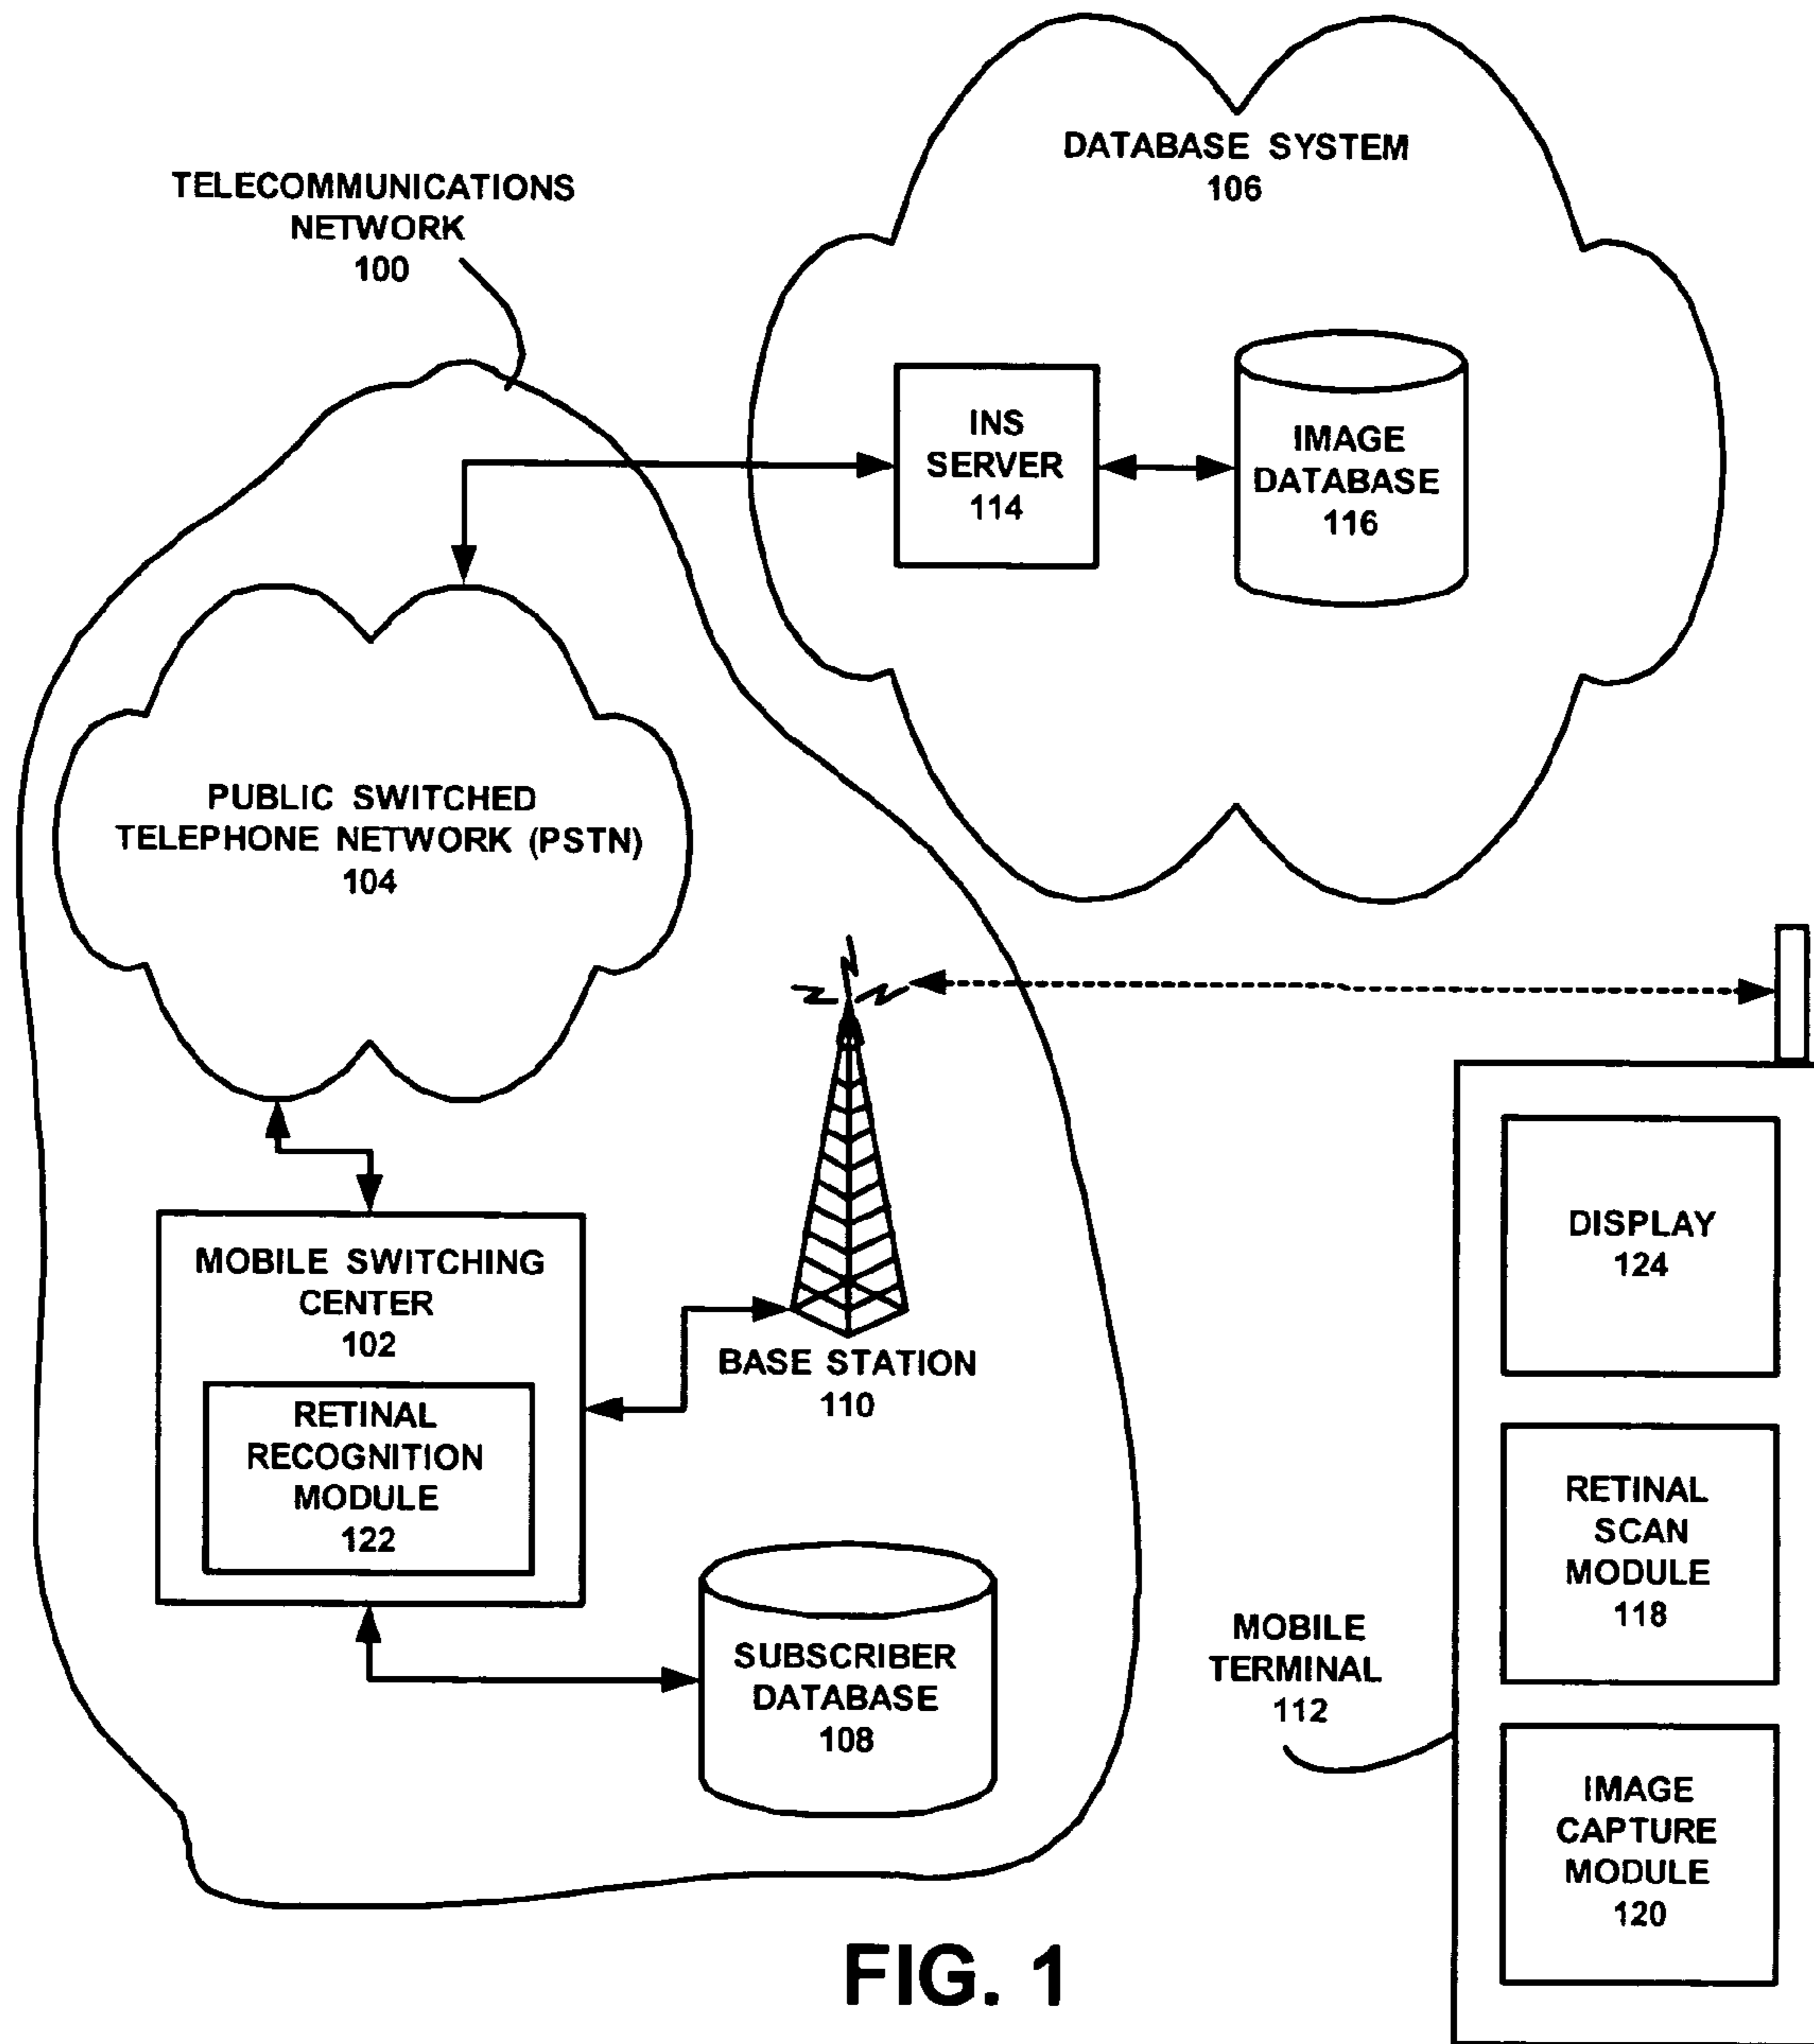 DATABASE SYSTEM
106
TELECOMMUNICATIONS
NETWORK
100
INS
SERVER
114
IMAGE
DATABASE
116
PUBLIC SWITCHED
TELEPHONE NETWORK (PSTN)
104
MOBILE SWITCHING
CENTER
102
RETINAL
RECOGNITION
MODULE
122
BASE STATION
110
SUBSCRIBER
DATABASE
108
DISPLAY
124
RETINAL
SCAN
MODULE
118
MOBILE
TERMINAL
112
IMAGE
CAPTURE
MODULE
120
FIG. 1